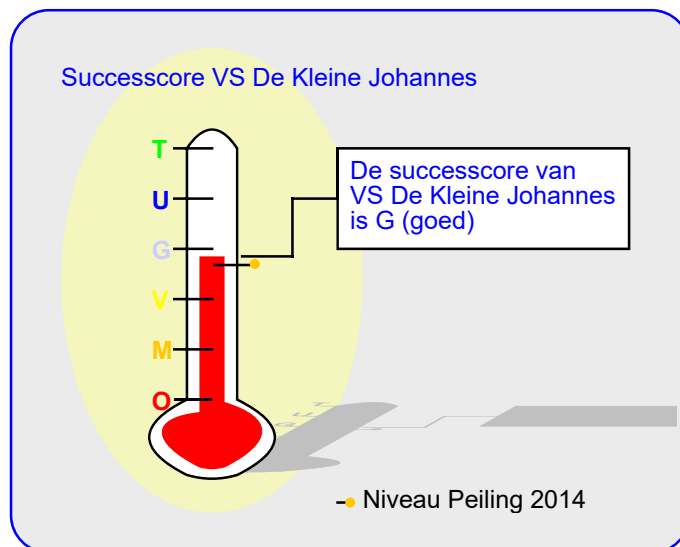 Successcore VS De Kleine Johannes
T
U
G
V
M
O
De successcore van
VS De Kleine Johannes
is G (goed)
Niveau Peiling 2014